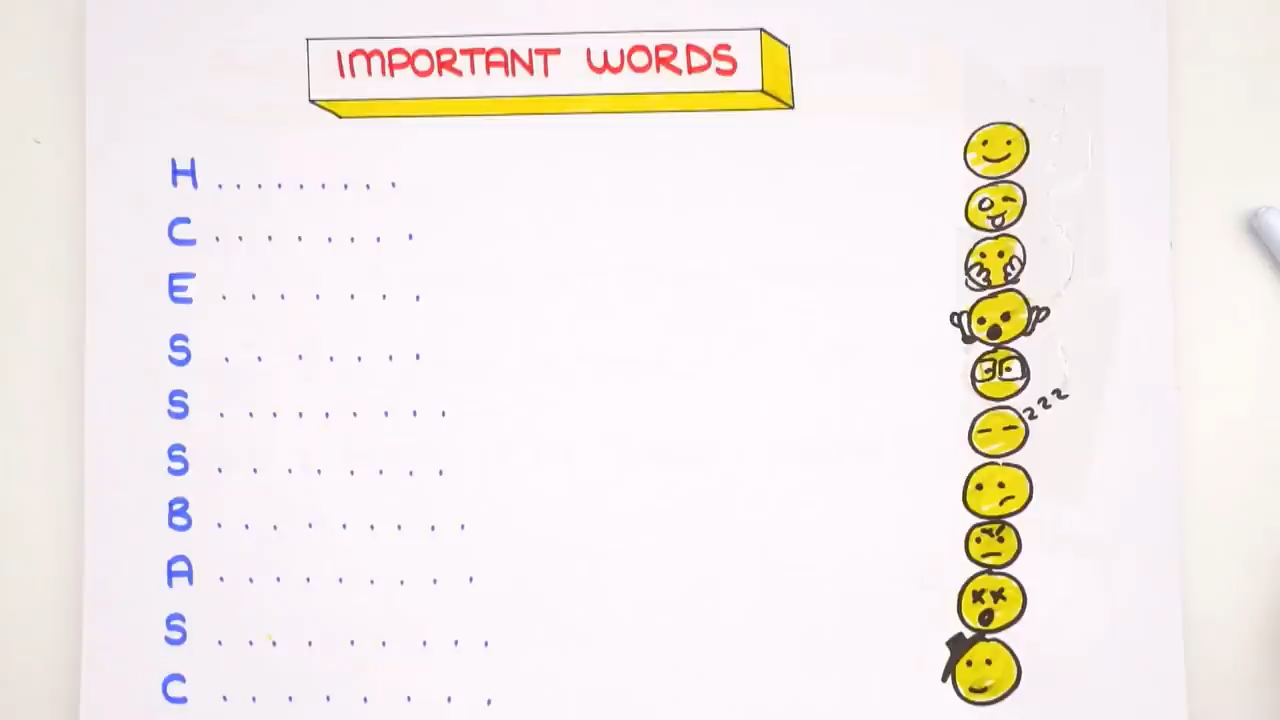 IMPORTANT WORDS
H . . . . . . . . .
C . . . . . . . .
E . . . . . . .
S . . . . . . .
S . . . . . . . . .
S . . . . . . . .
B . . . . . . . . .
A . . . . . . . . .
S . . . . . . . . .
C . . . . . . . .
z z z